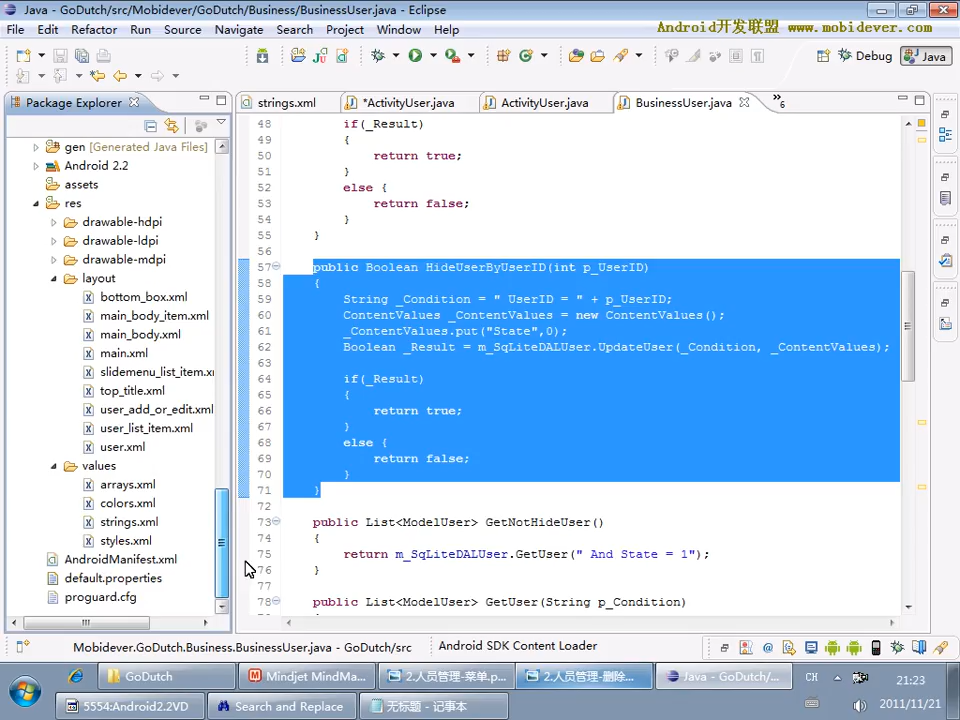 Java - GoDutch/src/Mobidever/GoDutch/Business/BusinessUser.java - Eclipse
File Edit Refactor Run Source Navigate Search Project Window Help
Android开发联盟 www.mobidever.com
Debug Java
Package Explorer
strings.xml *ActivityUser.java ActivityUser.java BusinessUser.java »6
gen [Generated Java Files]
Android 2.2
assets
res
drawable-hdpi
drawable-ldpi
drawable-mdpi
layout
bottom_box.xml
main_body_item.xml
main_body.xml
main.xml
slidemenu_list_item.xm
top_title.xml
user_add_or_edit.xml
user_list_item.xml
user.xml
values
arrays.xml
colors.xml
strings.xml
styles.xml
AndroidManifest.xml
default.properties
proguard.cfg
48 if(_Result)
49 {
50 return true;
51 }
52 else {
53 return false;
54 }
55 }
56
57 public Boolean HideUserByUserID(int p_UserID)
58 {
59 String _Condition = " UserID = " + p_UserID;
60 ContentValues _ContentValues = new ContentValues();
61 _ContentValues.put("State",0);
62 Boolean _Result = m_SqLiteDALUser.UpdateUser(_Condition, _ContentValues);
63
64 if(_Result)
65 {
66 return true;
67 }
68 else {
69 return false;
70 }
71 }
72
73 public List<ModelUser> GetNotHideUser()
74 {
75 return m_SqLiteDALUser.GetUser(" And State = 1");
76 }
77
78 public List<ModelUser> GetUser(String p_Condition)
Mobidever.GoDutch.Business.BusinessUser.java - GoDutch/src
Android SDK Content Loader
GoDutch Mindjet MindMa... 2.人员管理-菜单.p... 2.人员管理-删除... Java - GoDutch/... CH 21:23
5554:Android2.2VD Search and Replace 无标题 - 记事本 2011/11/21